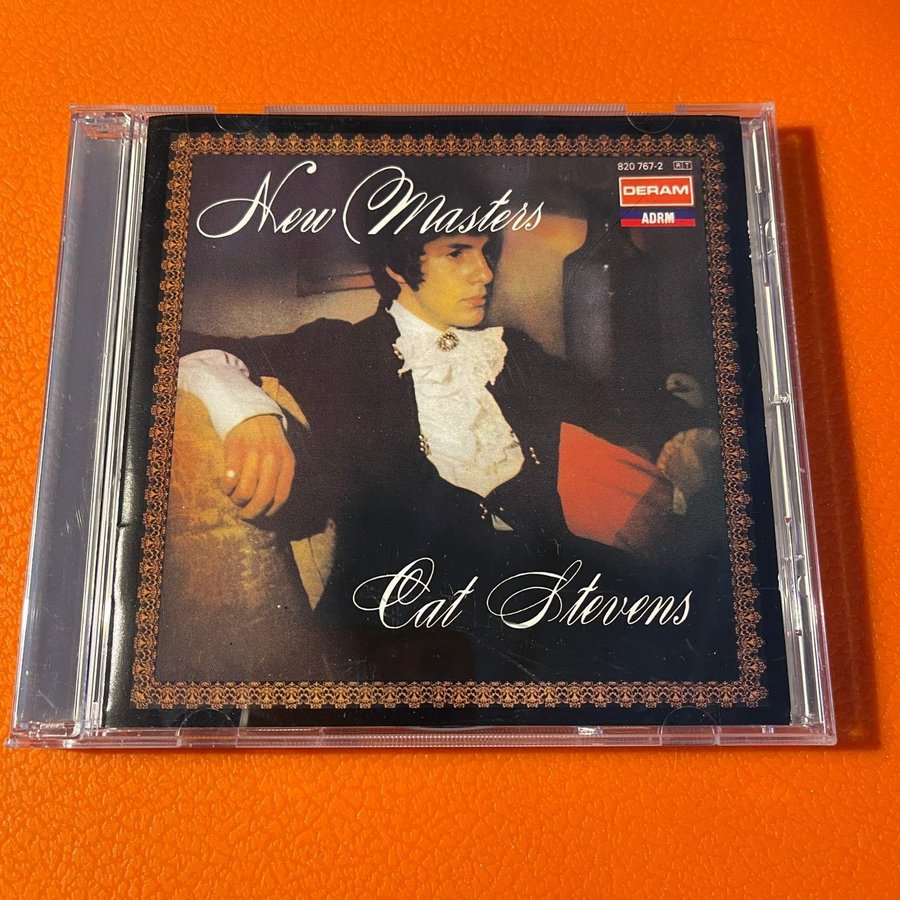 New Masters
820 767-2 R T
DERAM
ADRM
Cat Stevens